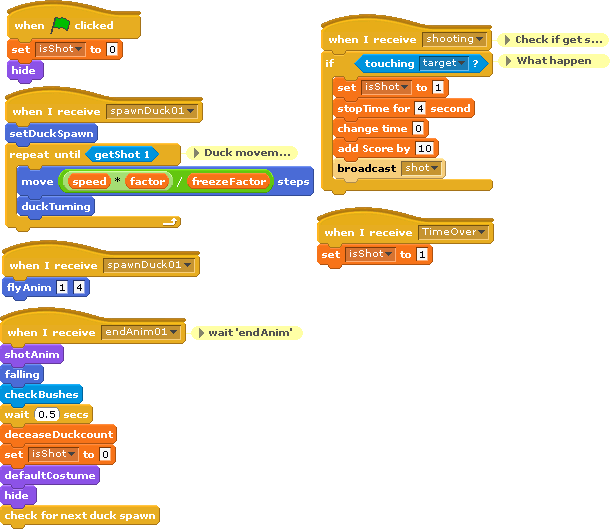 when clicked
set isShot to 0
hide
when I receive spawnDuck01
setDuckSpawn
repeat until getShot 1
Duck movem...
move speed * factor / freezeFactor steps
duckTurning
when I receive spawnDuck01
flyAnim 1 4
when I receive endAnim01
wait 'endAnim'
shotAnim
falling
checkBushes
wait 0.5 secs
deceaseDuckcount
set isShot to 0
defaultCostume
hide
check for next duck spawn
when I receive shooting
Check if get s...
if touching target ?
What happen
set isShot to 1
stopTime for 4 second
change time 0
add Score by 10
broadcast shot
when I receive TimeOver
set isShot to 1